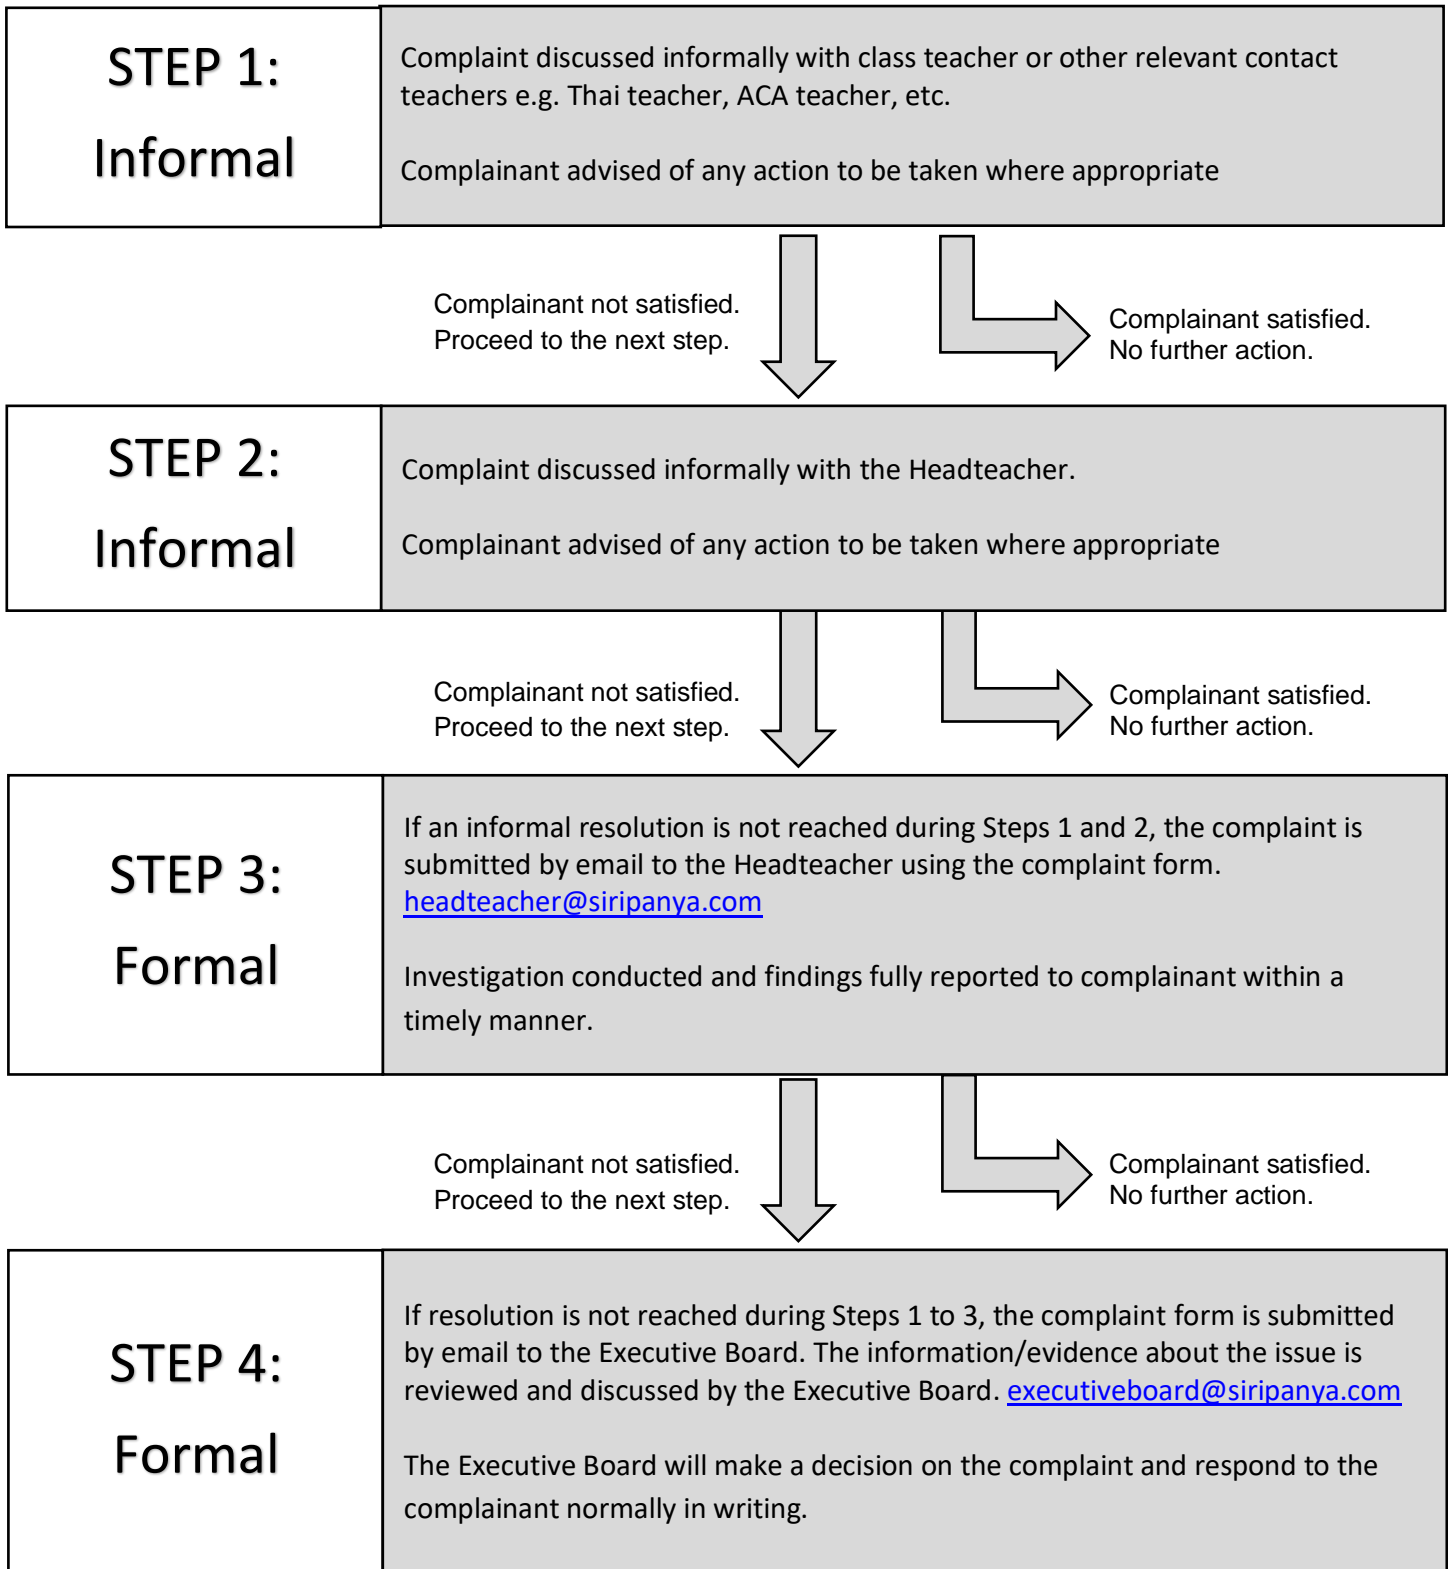 STEP 1:
Informal
Complaint discussed informally with class teacher or other relevant contact
teachers e.g. Thai teacher, ACA teacher, etc.
Complainant advised of any action to be taken where appropriate
Complainant not satisfied.
Proceed to the next step.
Complainant satisfied.
No further action.
STEP 2:
Informal
Complaint discussed informally with the Headteacher.
Complainant advised of any action to be taken where appropriate
Complainant not satisfied.
Proceed to the next step.
Complainant satisfied.
No further action.
STEP 3:
Formal
If an informal resolution is not reached during Steps 1 and 2, the complaint is
submitted by email to the Headteacher using the complaint form.
headteacher@siripanya.com
Investigation conducted and findings fully reported to complainant within a
timely manner.
Complainant not satisfied.
Proceed to the next step.
Complainant satisfied.
No further action.
STEP 4:
Formal
If resolution is not reached during Steps 1 to 3, the complaint form is submitted
by email to the Executive Board. The information/evidence about the issue is
reviewed and discussed by the Executive Board. executiveboard@siripanya.com
The Executive Board will make a decision on the complaint and respond to the
complainant normally in writing.